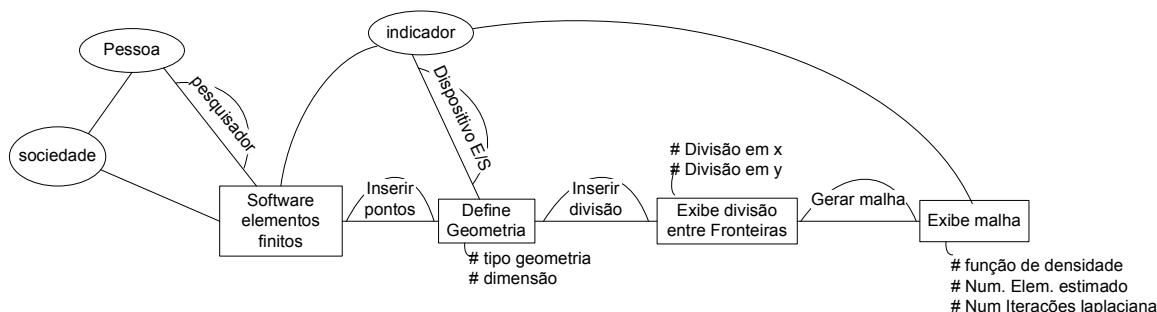 Pessoa
indicador
pesquisador
Dispositivo E/S
sociedade
# Divisão em x
# Divisão em y
Software
elementos
finitos
Inserir
pontos
Define
Geometria
Inserir
divisão
Exibe divisão
entre Fronteiras
Gerar malha
Exibe malha
# tipo geometria
# dimensão
# função de densidade
# Num. Elem. estimado
# Num Iterações laplaciana